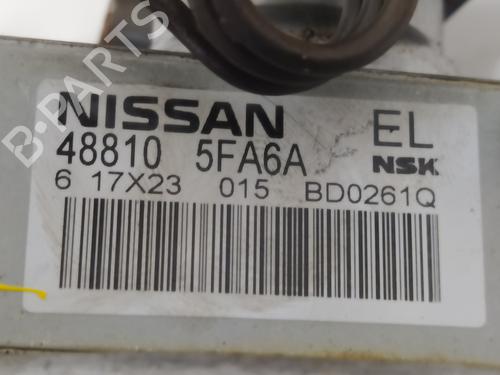 B-PARTS
NISSAN EL
48810 5FA6A NSK
6 17X23 015 BD0261Q